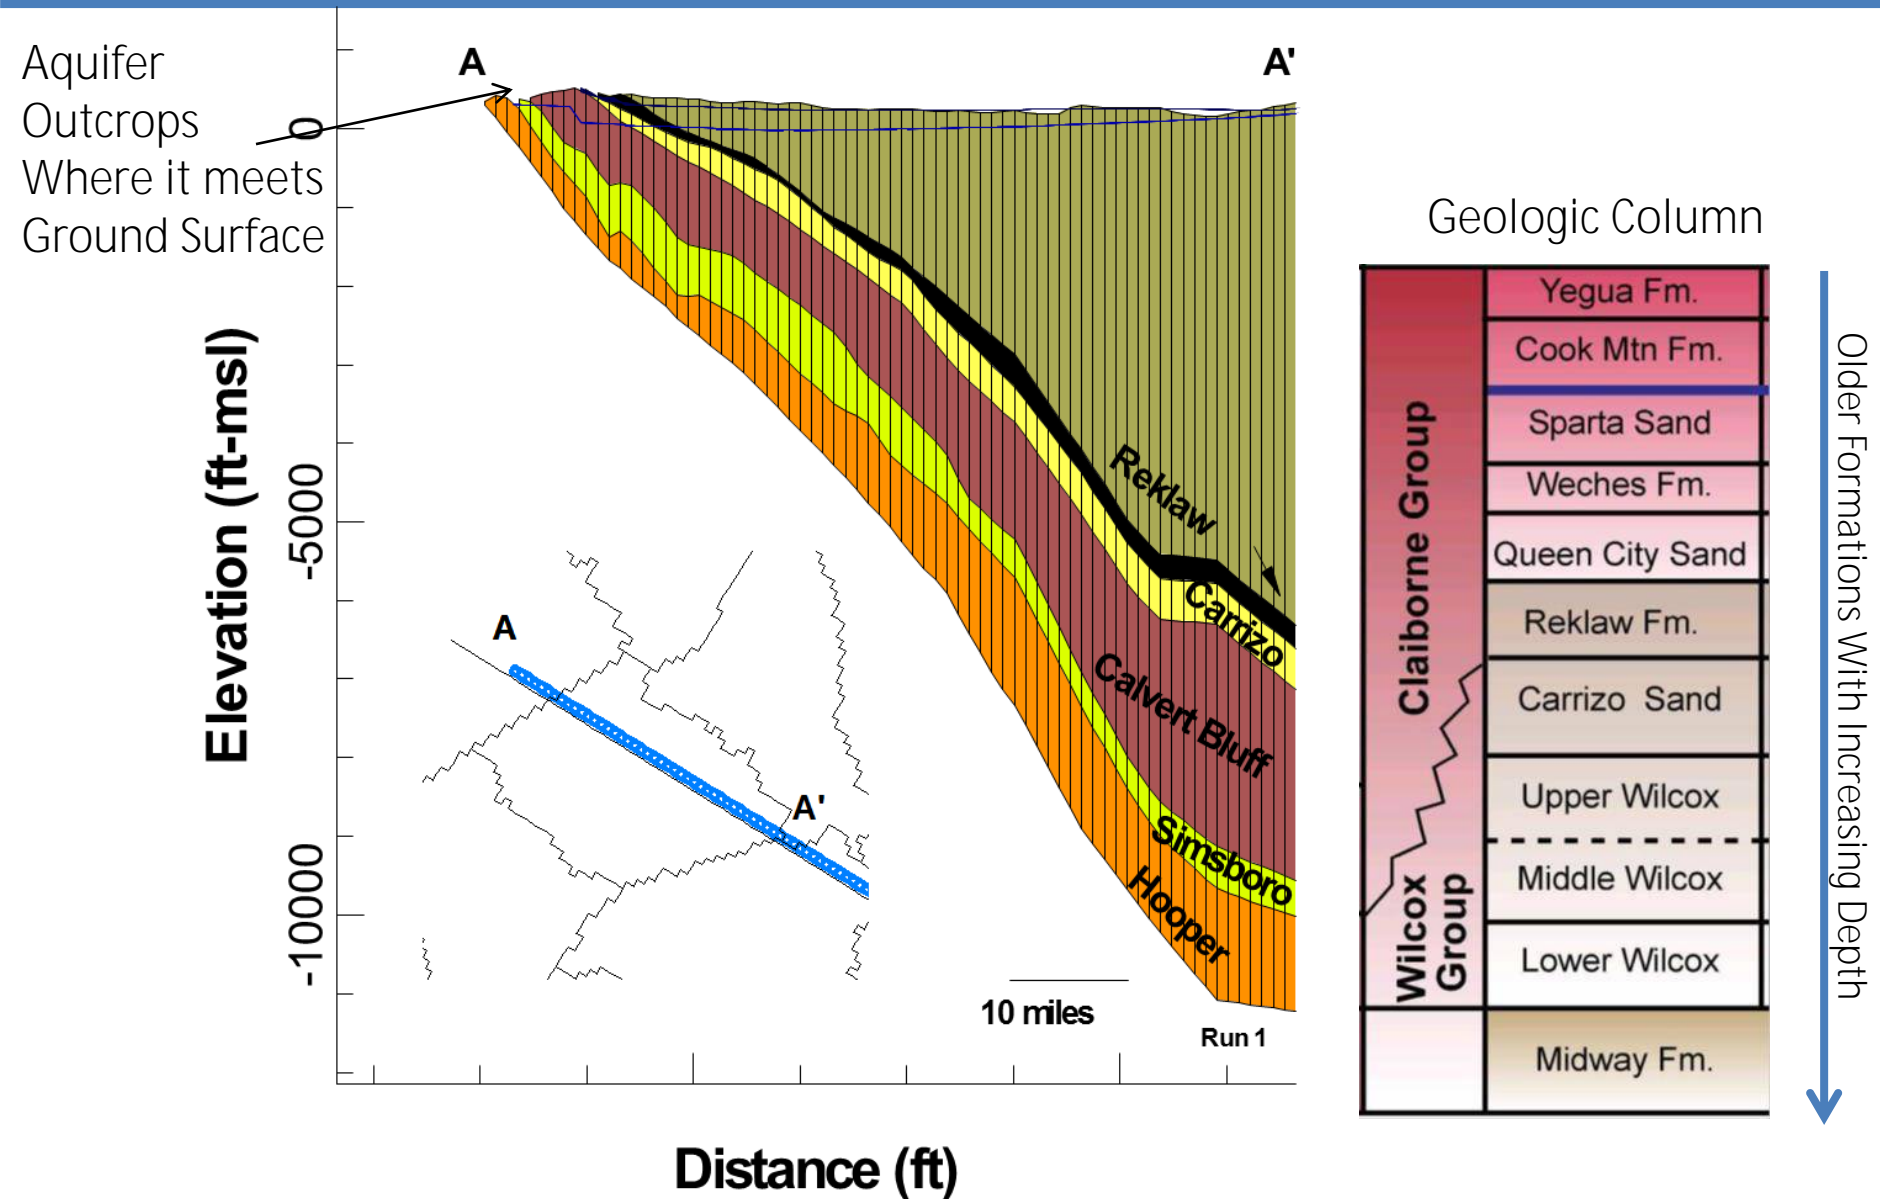 Aquifer
Outcrops
Where it meets
Ground Surface
A
A'
Elevation (ft-msl)
0
-5000
-10000
Reklaw
Carrizo
Calvert Bluff
Simsboro
Hooper
A
A'
10 miles
Run 1
Distance (ft)
Geologic Column
Claiborne Group
Wilcox
Group
Yegua Fm.
Cook Mtn Fm.
Sparta Sand
Weches Fm.
Queen City Sand
Reklaw Fm.
Carrizo Sand
Upper Wilcox
Middle Wilcox
Lower Wilcox
Midway Fm.
Older Formations With Increasing Depth